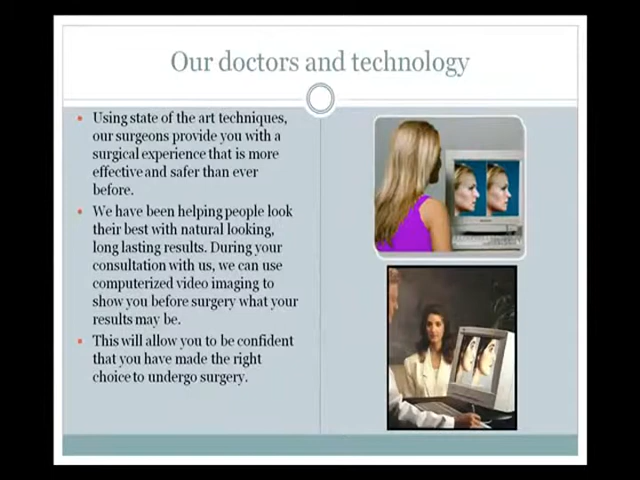 Our doctors and technology
Using state of the art techniques,
our surgeons provide you with a
surgical experience that is more
effective and safer than ever
before.
We have been helping people look
their best with natural looking,
long lasting results. During your
consultation with us, we can use
computerized video imaging to
show you before surgery what your
results may be.
This will allow you to be confident
that you have made the right
choice to undergo surgery.